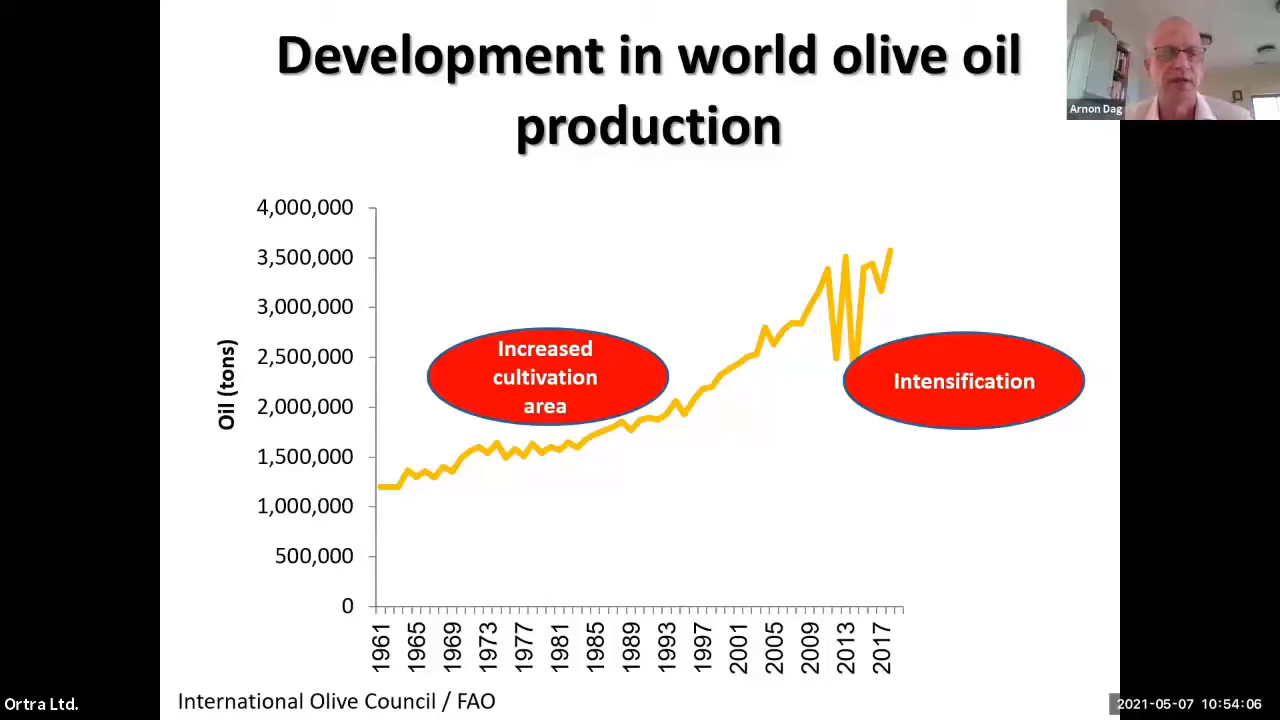 Development in world olive oil
production
Arnon Dag
4,000,000
3,500,000
3,000,000
2,500,000
2,000,000
1,500,000
1,000,000
500,000
0
Oil (tons)
Increased
cultivation
area
Intensification
1961
1965
1969
1973
1977
1981
1985
1989
1993
1997
2001
2005
2009
2013
2017
International Olive Council / FAO
Ortra Ltd.
2021-05-07 10:54:06